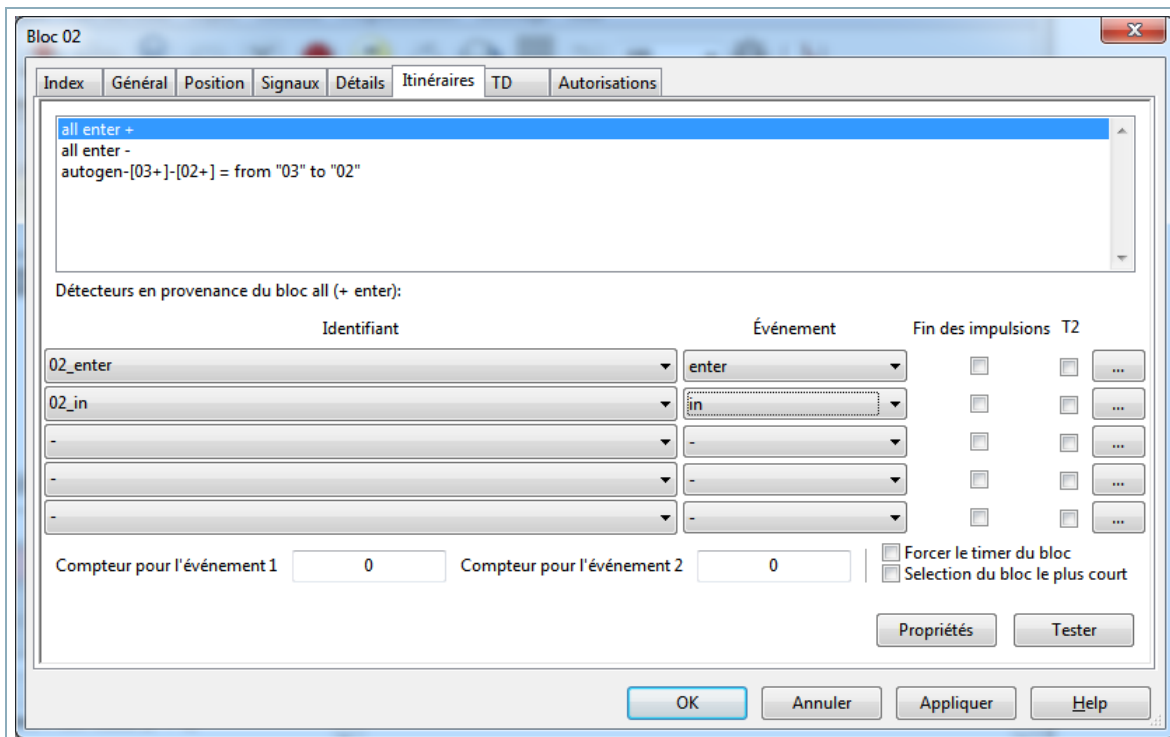 Bloc 02
Index Général Position Signaux Détails Itinéraires TD Autorisations
all enter +
all enter -
autogen-[03+]-[02+] = from "03" to "02"
Détecteurs en provenance du bloc all (+ enter):
Identifiant Événement Fin des impulsions T2
02_enter enter ...
02_in in ...
- - ...
- - ...
- - ...
Compteur pour l'événement 1 0 Compteur pour l'événement 2 0 Forcer le timer du bloc
Selection du bloc le plus court
Propriétés Tester
OK Annuler Appliquer Help